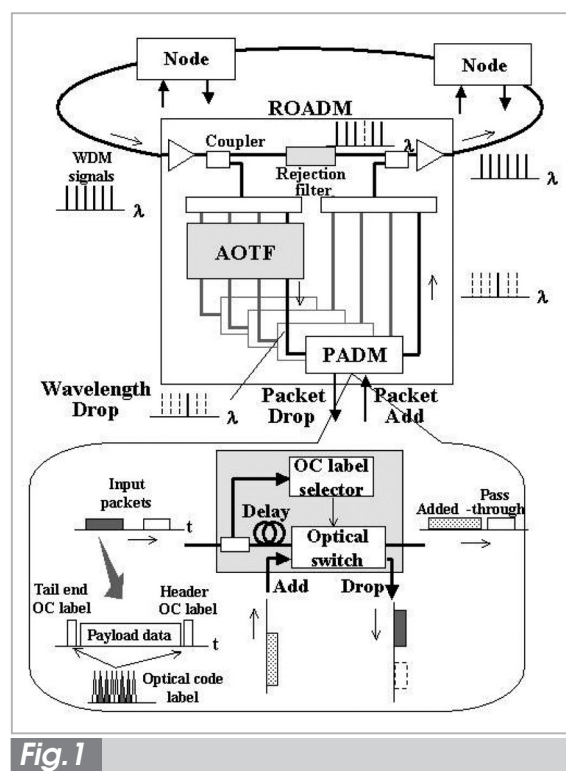 Node
Node
ROADM
Coupler
λ
WDM
signals
λ
Rejection
filter
λ
AOTF
λ
PADM
Wavelength
Drop
λ
Packet
Drop
Packet
Add
Input
packets
t
OC label
selector
Delay
Optical
switch
Added
Pass
-through
t
Add
Drop
Tail end
OC label
Header
OC label
Payload data
t
Optical code
label
Fig.1